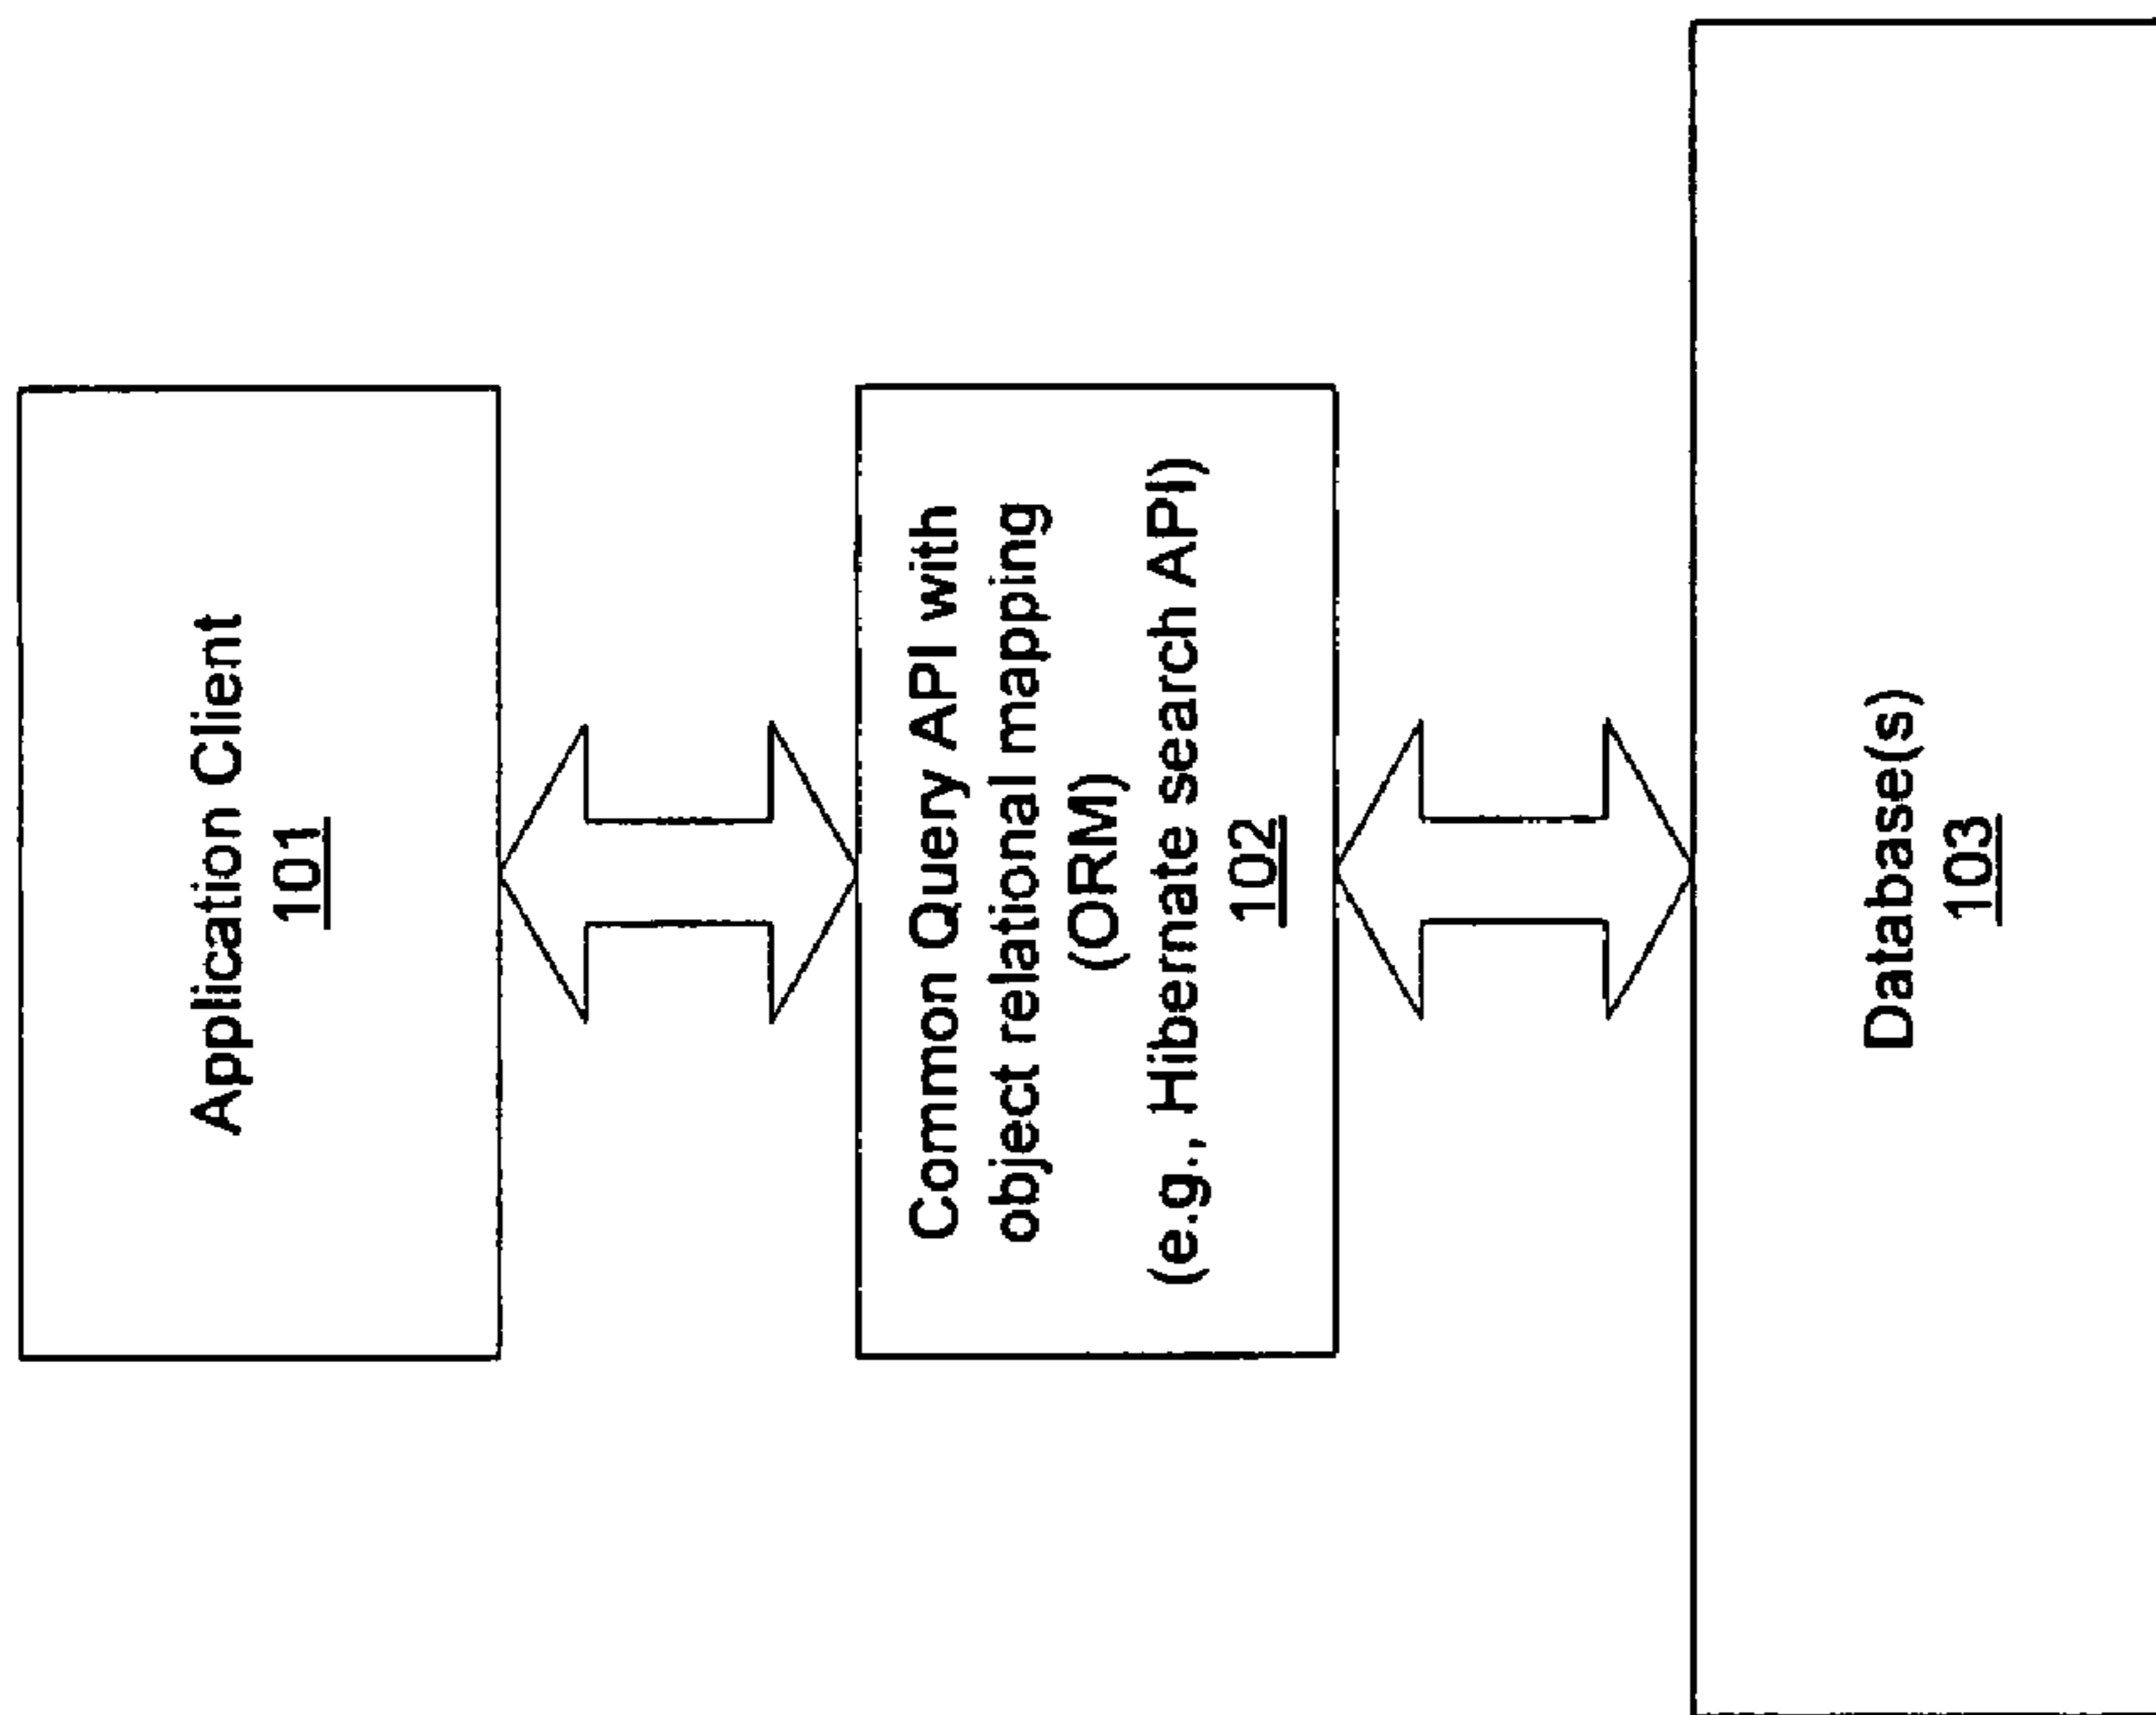 Application Client
101
Common Query API with
object relational mapping
(ORM)
(e.g., Hibernate search API)
102
Database(s)
103